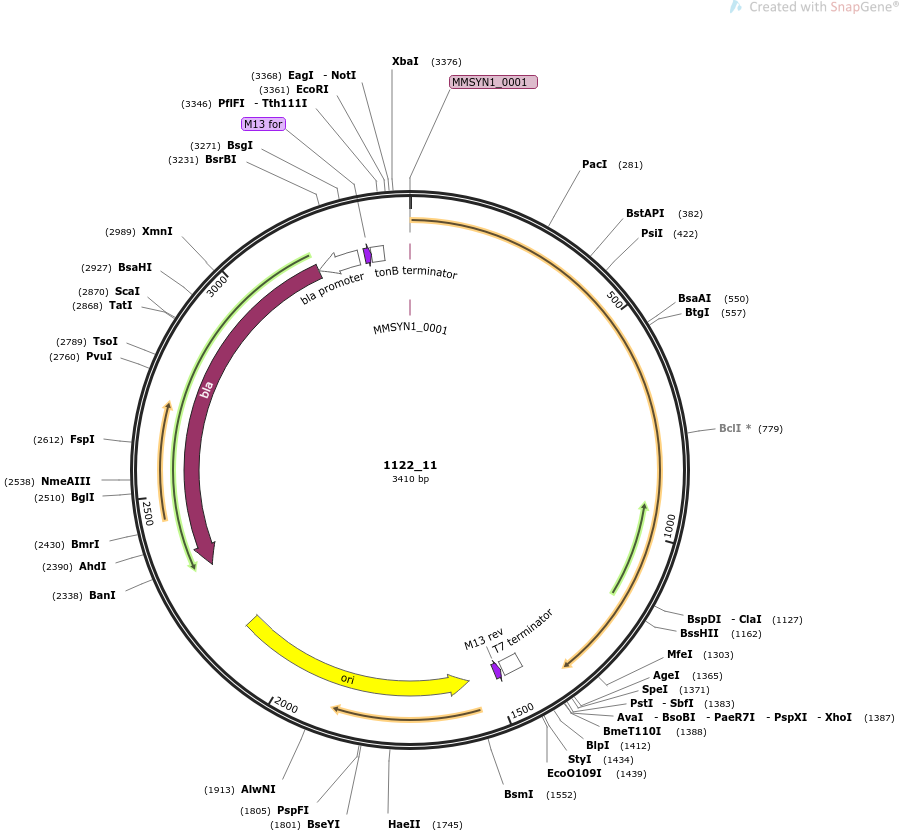 Created with SnapGene®
XbaI (3376)
(3368) EagI - NotI
MMSYN1_0001
(3361) EcoRI
(3346) PflFI - Tth111I
M13 for
(3271) BsgI
(3231) BsrBI
PacI (281)
BstAPI (382)
(2989) XmnI
PsiI (422)
(2927) BsaHI
tonB terminator
3000
bla promoter
(2870) ScaI
500
BsaAI (550)
(2868) TatI
BtgI (557)
MMSYN1_0001
(2789) TsoI
(2760) PvuI
bla
BclI * (779)
(2612) FspI
1122_11
3410 bp
(2538) NmeAIII
(2510) BglI
2500
1000
(2430) BmrI
(2390) AhdI
(2338) BanI
BspDI - ClaI (1127)
BssHII (1162)
M13 rev
T7 terminator
MfeI (1303)
AgeI (1365)
ori
SpeI (1371)
PstI - SbfI (1383)
2000
1500
AvaI - BsoBI - PaeR7I - PspXI - XhoI (1387)
BmeT110I (1388)
BlpI (1412)
StyI (1434)
EcoO109I (1439)
(1913) AlwNI
BsmI (1552)
(1805) PspFI
(1801) BseYI
HaeII (1745)